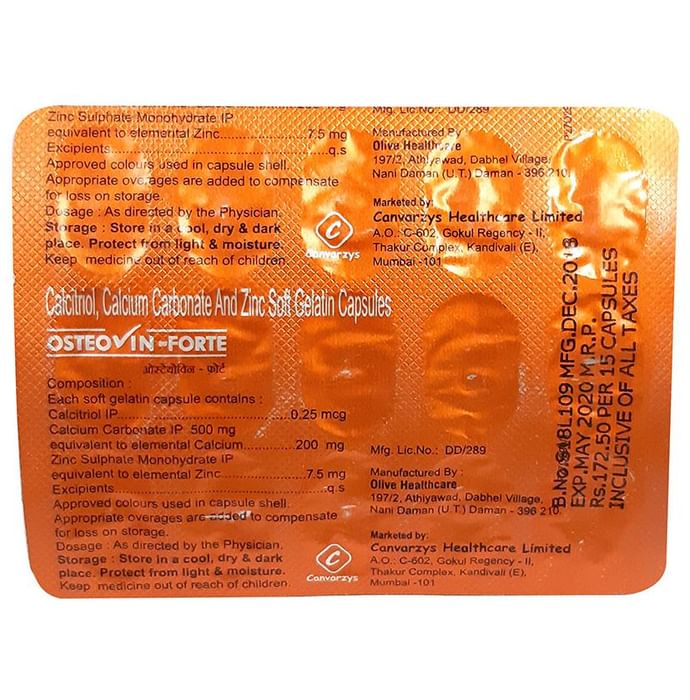 Zinc Sulphate Monohydrate IP
equivalent to elemental Zinc..................7.5 mg
Excipients.............................................q.s
Approved colours used in capsule shell.
Appropriate overages are added to compensate
for loss on storage.
Dosage : As directed by the Physician.
Storage : Store in a cool, dry & dark
place. Protect from light & moisture.
Keep medicine out of reach of children.
Mfg. Lic.No.: DD/289
Manufactured By :
Olive Healthcare
197/2, Athiyawad, Dabhel Village,
Nani Daman (U.T.) Daman - 396 210.
Marketed by:
Canvarzys Healthcare Limited
A.O.: C-602, Gokul Regency - II,
Thakur Complex, Kandivali (E),
Mumbai -101
C
Canvarzys
Calcitriol, Calcium Carbonate And Zinc Soft Gelatin Capsules
OSTEOVIN-FORTE
ओस्टेयोविन - फोर्ट
Composition :
Each soft gelatin capsule contains :
Calcitriol IP.......................................0.25 mcg
Calcium Carbonate IP 500 mg
equivalent to elemental Calcium..............200 mg
Zinc Sulphate Monohydrate IP
equivalent to elemental Zinc..................7.5 mg
Excipients.............................................q.s
Approved colours used in capsule shell.
Appropriate overages are added to compensate
for loss on storage.
Dosage : As directed by the Physician.
Storage : Store in a cool, dry & dark
place. Protect from light & moisture.
Keep medicine out of reach of children.
Mfg. Lic.No.: DD/289
Manufactured By :
Olive Healthcare
197/2, Athiyawad, Dabhel Village,
Nani Daman (U.T.) Daman - 396 210.
Marketed by:
Canvarzys Healthcare Limited
A.O.: C-602, Gokul Regency - II,
Thakur Complex, Kandivali (E),
Mumbai -101
C
Canvarzys
B.No.G18L109 MFG.DEC.2018
EXP.MAY 2020 M.R.P.
Rs.172.50 PER 15 CAPSULES
INCLUSIVE OF ALL TAXES